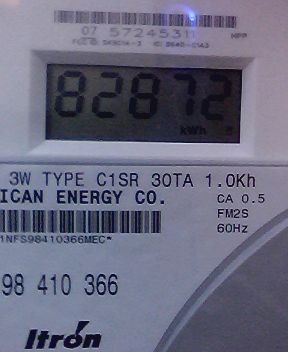 07 57245311 MPP
82872
kWh
3W TYPE C1SR 30TA 1.0Kh
ICAN ENERGY CO. CA 0.5
FM2S
60Hz
1NFS98410366MEC*
98 410 366
Itron